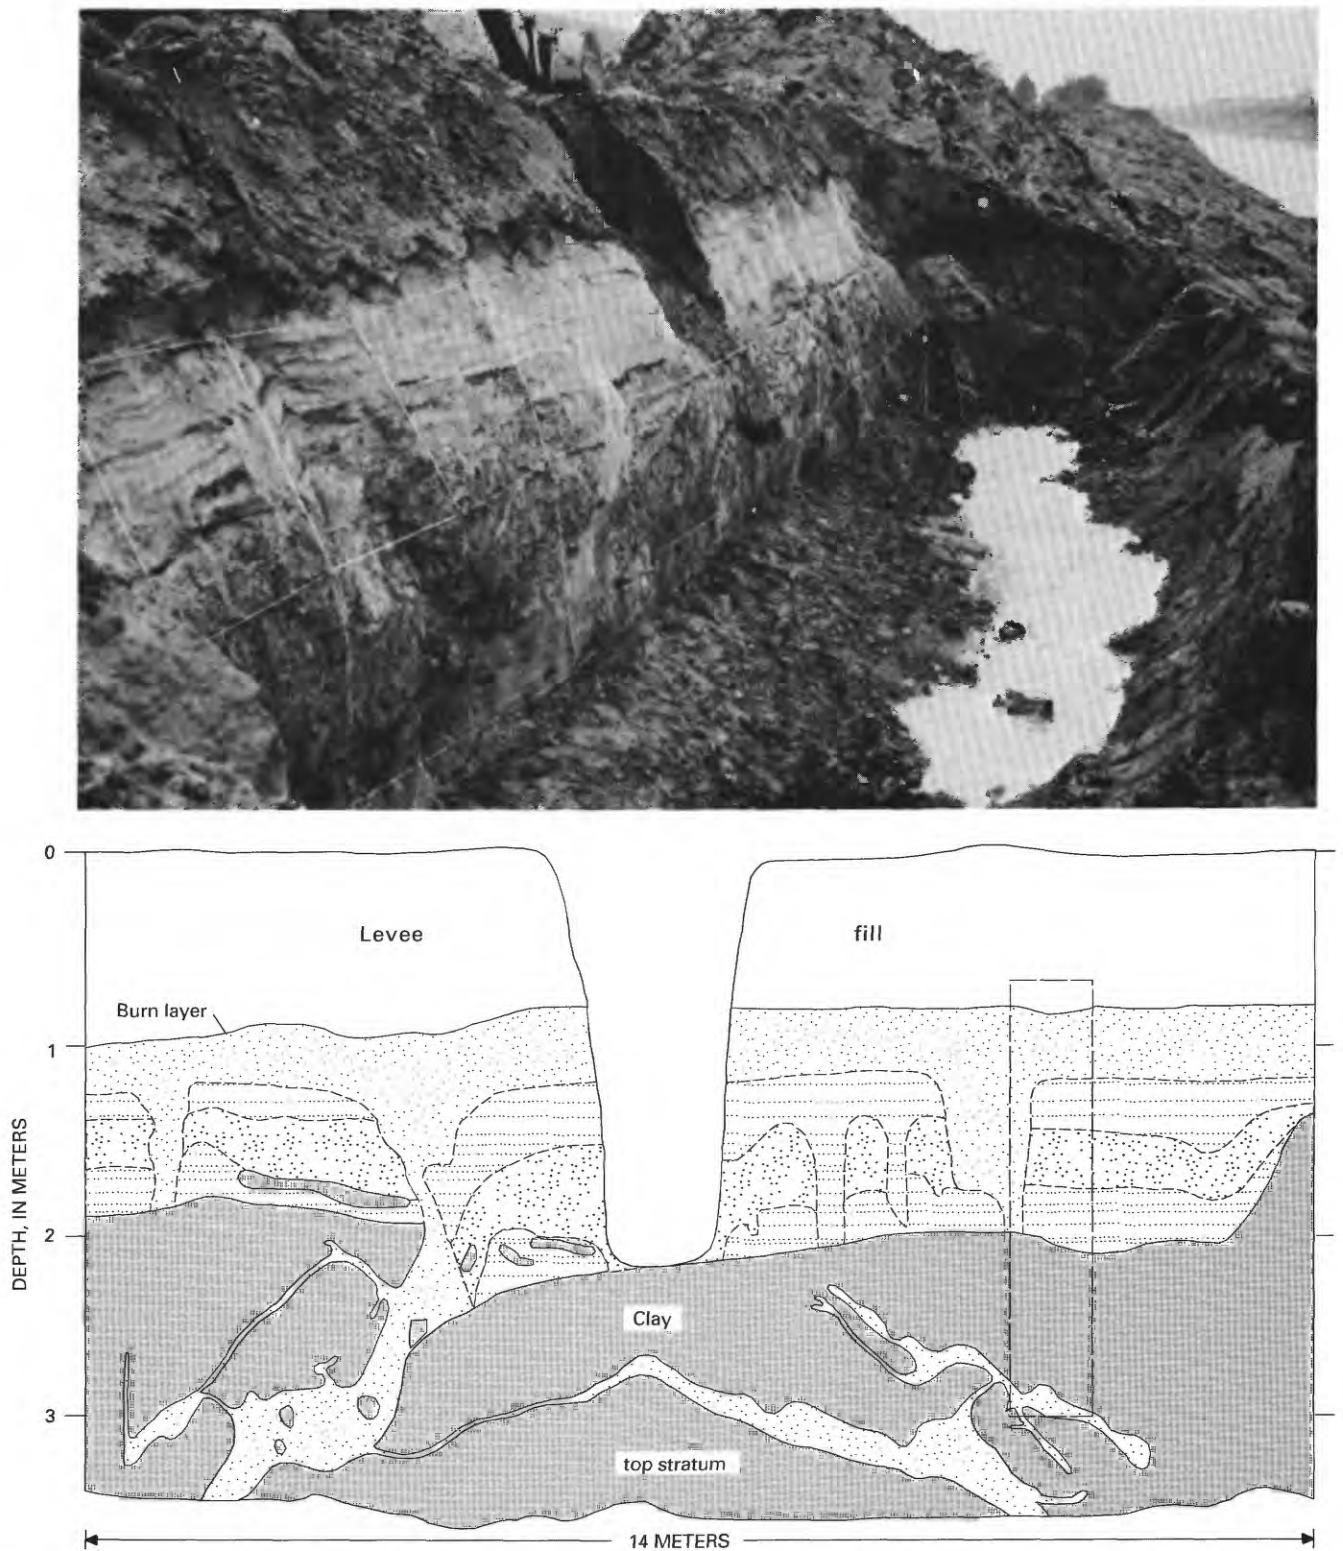 0
Levee fill
Burn layer
1
DEPTH, IN METERS
2
Clay
3
top stratum
14 METERS